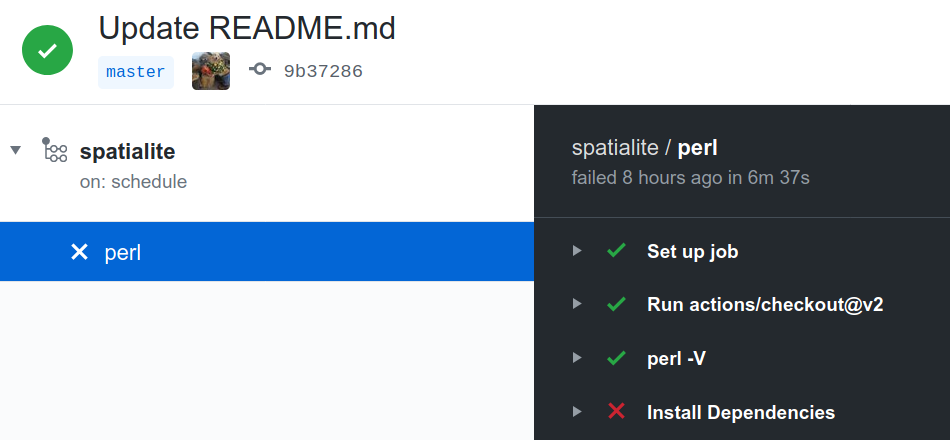 Update README.md
master 9b37286
spatialite
on: schedule
perl
spatialite / perl
failed 8 hours ago in 6m 37s
Set up job
Run actions/checkout@v2
perl -V
Install Dependencies